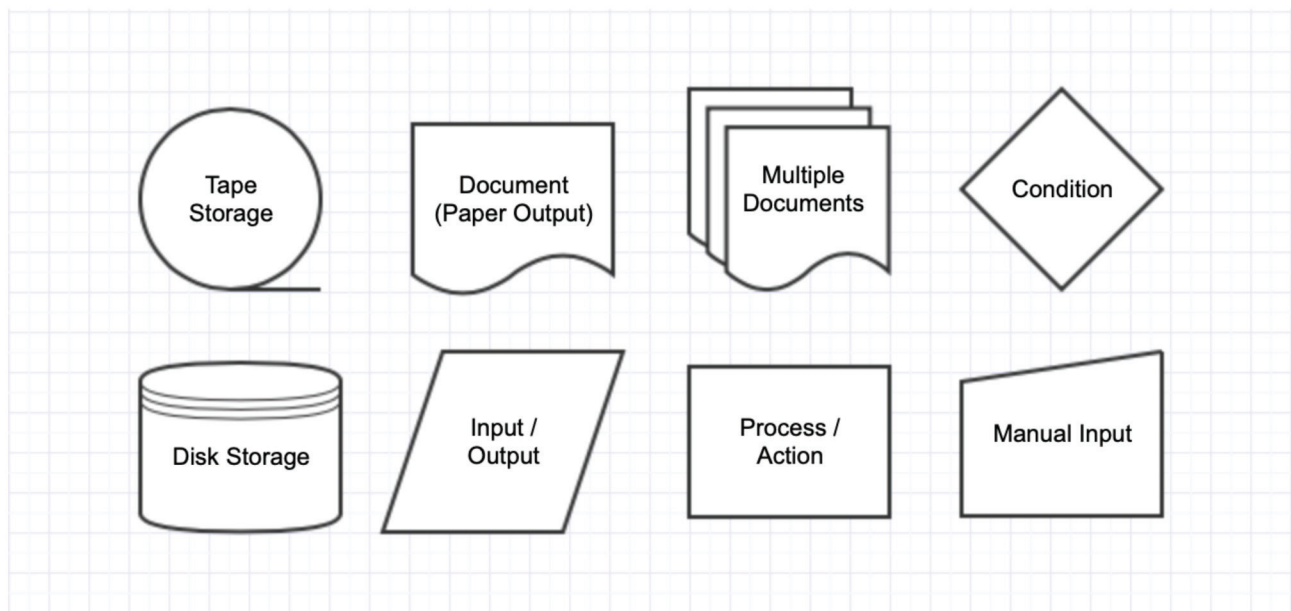 Tape
Storage
Document
(Paper Output)
Multiple
Documents
Condition
Disk Storage
Input /
Output
Process /
Action
Manual Input